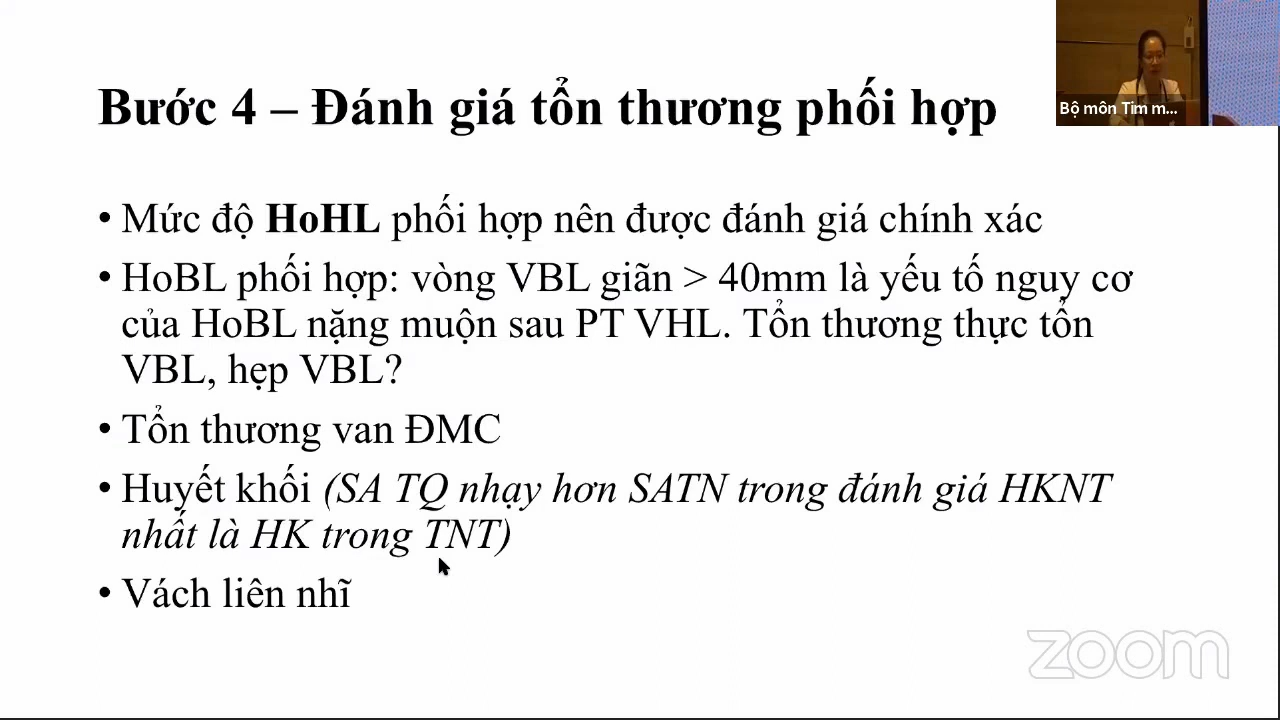 Bước 4 – Đánh giá tổn thương phối hợp
Bộ môn Tim m...
• Mức độ HoHL phối hợp nên được đánh giá chính xác
• HoBL phối hợp: vòng VBL giãn > 40mm là yếu tố nguy cơ
của HoBL nặng muộn sau PT VHL. Tổn thương thực tổn
VBL, hẹp VBL?
• Tổn thương van ĐMC
• Huyết khối (SA TQ nhạy hơn SATN trong đánh giá HKNT
nhất là HK trong TNT)
• Vách liên nhĩ
zoom